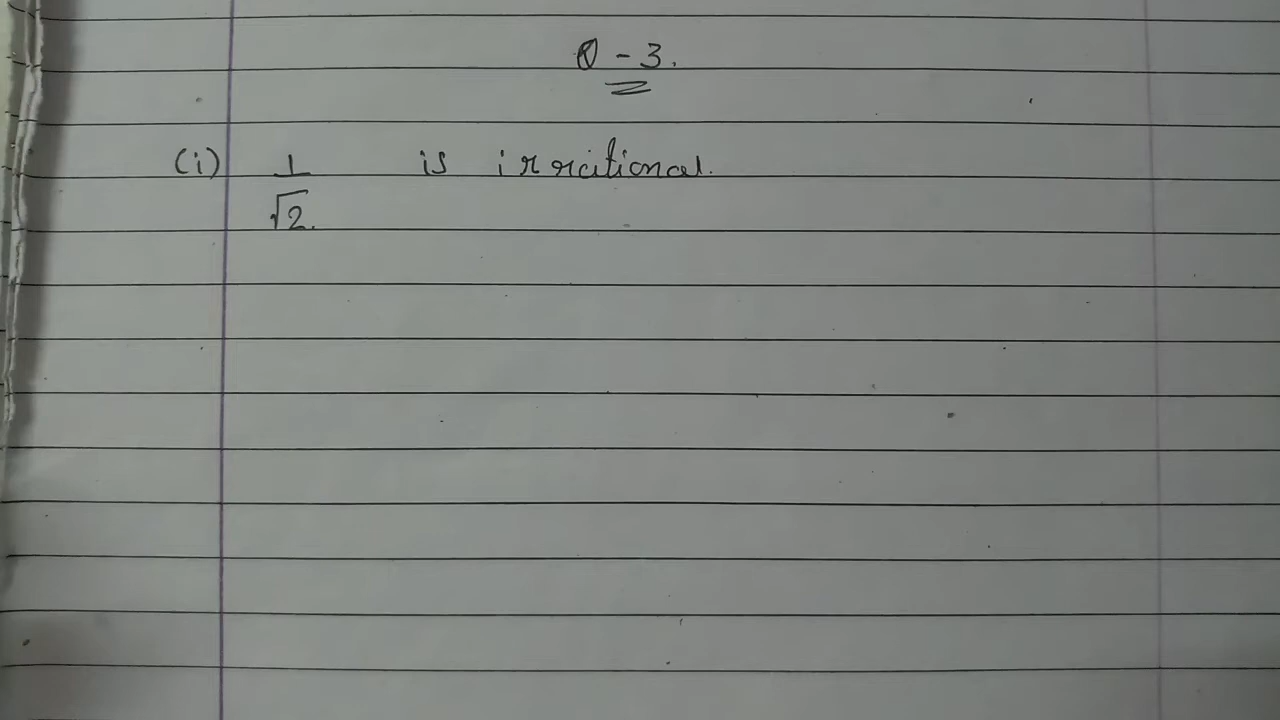 Q - 3.
(i) 1/√2. is irrational.